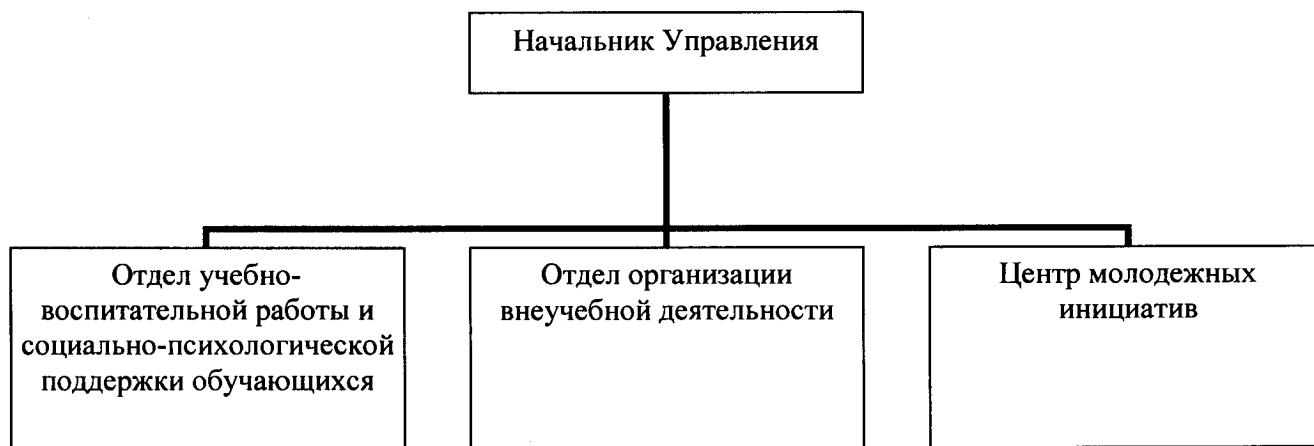 Начальник Управления
Отдел учебно-
воспитательной работы и
социально-психологической
поддержки обучающихся
Отдел организации
внеучебной деятельности
Центр молодежных
инициатив